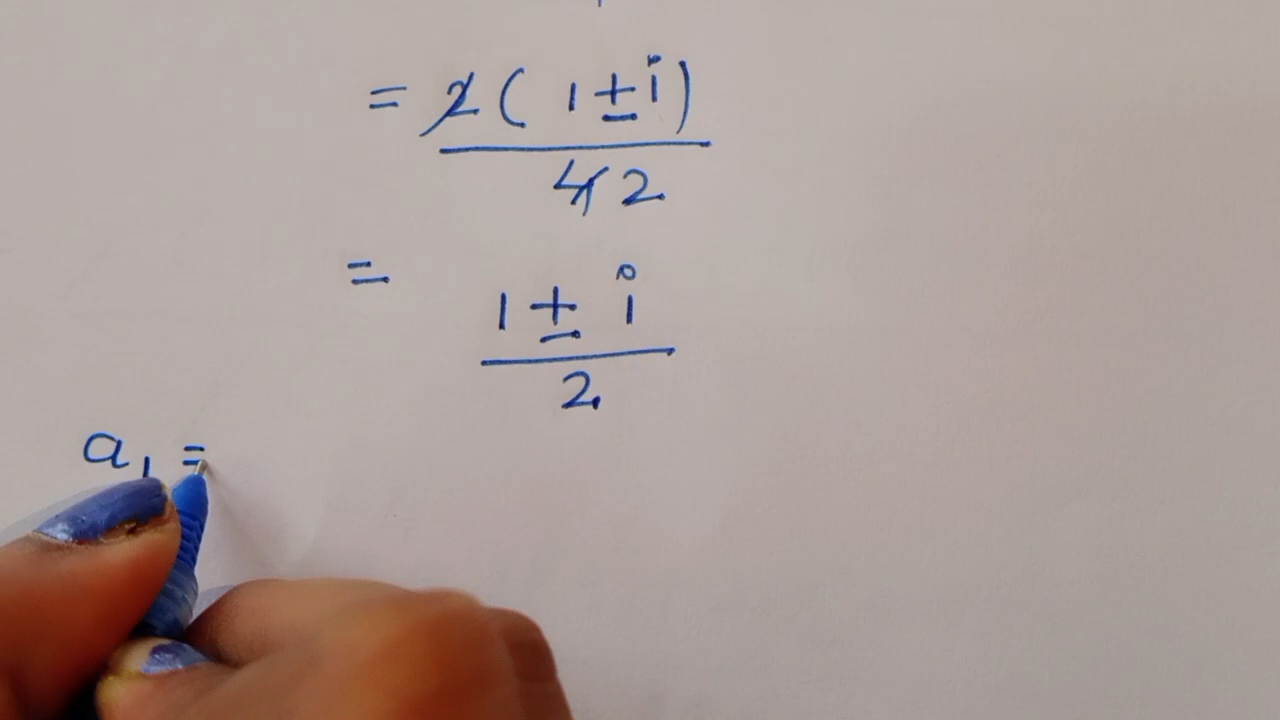 = 2(1±i)
42
= 1±i
2
a₁ =